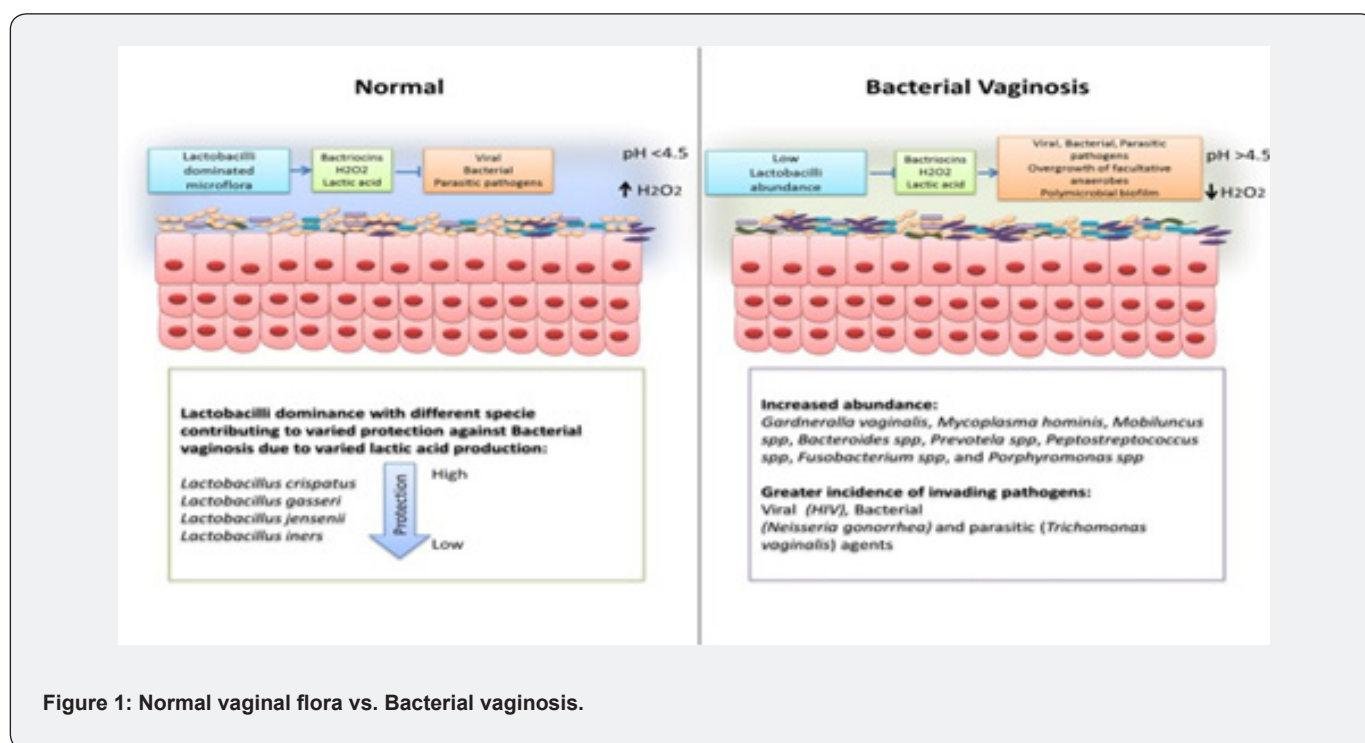 Normal
Lactobacilli
dominated
microflora
Bactriocins
H2O2
Lactic acid
Viral
Bacterial
Parasitic pathogens
pH <4.5
H2O2
Lactobacilli dominance with different specie
contributing to varied protection against Bacterial
vaginosis due to varied lactic acid production:
Lactobacillus crispatus
Lactobacillus gasseri
Lactobacillus jensenii
Lactobacillus iners
Protection
High
Low
Bacterial Vaginosis
Low
Lactobacilli
abundance
Bactriocins
H2O2
Lactic acid
Viral, Bacterial, Parasitic
pathogens
Overgrowth of facultative
anaerobes
Polymicrobial biofilm
pH >4.5
H2O2
Increased abundance:
Gardneralla vaginalis, Mycoplasma hominis, Mobiluncus
spp, Bacteroides spp, Prevotela spp, Peptostreptococcus
spp, Fusobacterium spp, and Porphyromonas spp
Greater incidence of invading pathogens:
Viral (HIV), Bacterial
(Neisseria gonorrhea) and parasitic (Trichomonas
vaginalis) agents
Figure 1: Normal vaginal flora vs. Bacterial vaginosis.